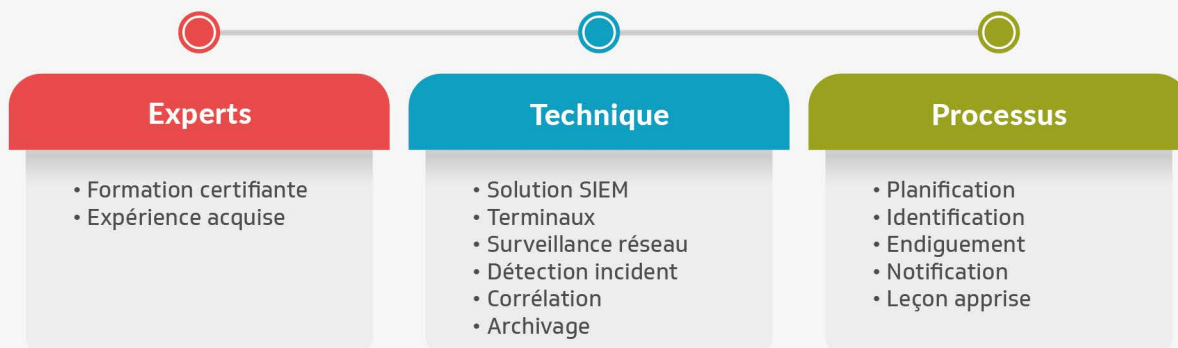 Experts
• Formation certifiante
• Expérience acquise
Technique
• Solution SIEM
• Terminaux
• Surveillance réseau
• Détection incident
• Corrélation
• Archivage
Processus
• Planification
• Identification
• Endiguement
• Notification
• Leçon apprise